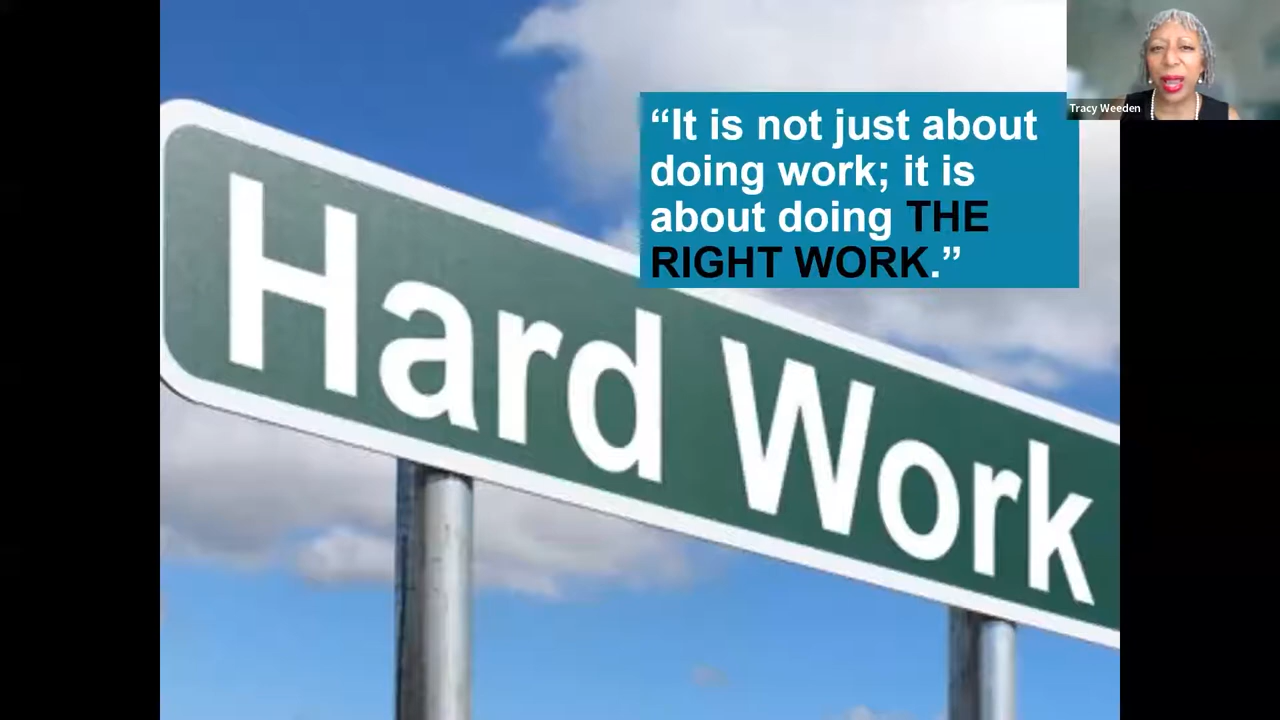 “It is not just about
doing work; it is
about doing THE
RIGHT WORK.”
Tracy Weeden
Hard Work